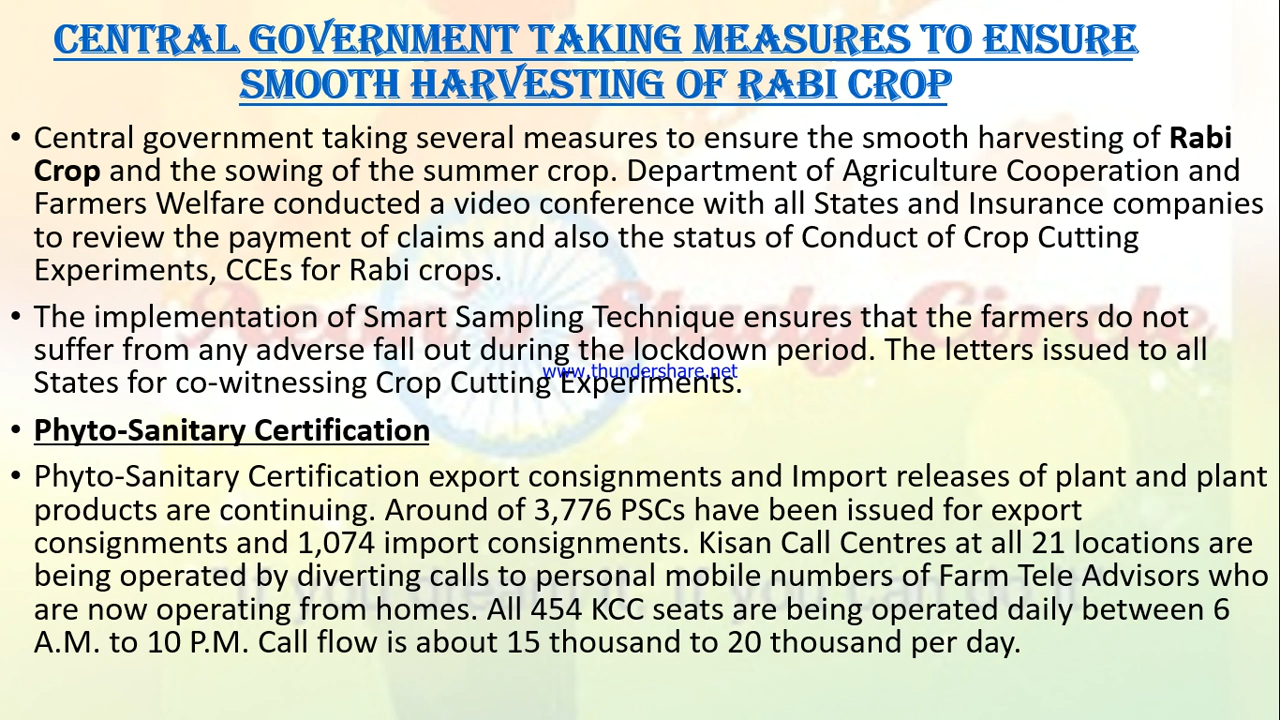 CENTRAL GOVERNMENT TAKING MEASURES TO ENSURE
SMOOTH HARVESTING OF RABI CROP
• Central government taking several measures to ensure the smooth harvesting of Rabi
Crop and the sowing of the summer crop. Department of Agriculture Cooperation and
Farmers Welfare conducted a video conference with all States and Insurance companies
to review the payment of claims and also the status of Conduct of Crop Cutting
Experiments, CCEs for Rabi crops.
• The implementation of Smart Sampling Technique ensures that the farmers do not
suffer from any adverse fall out during the lockdown period. The letters issued to all
www.thundershare.net
States for co-witnessing Crop Cutting Experiments.
• Phyto-Sanitary Certification
• Phyto-Sanitary Certification export consignments and Import releases of plant and plant
products are continuing. Around of 3,776 PSCs have been issued for export
consignments and 1,074 import consignments. Kisan Call Centres at all 21 locations are
being operated by diverting calls to personal mobile numbers of Farm Tele Advisors who
are now operating from homes. All 454 KCC seats are being operated daily between 6
A.M. to 10 P.M. Call flow is about 15 thousand to 20 thousand per day.